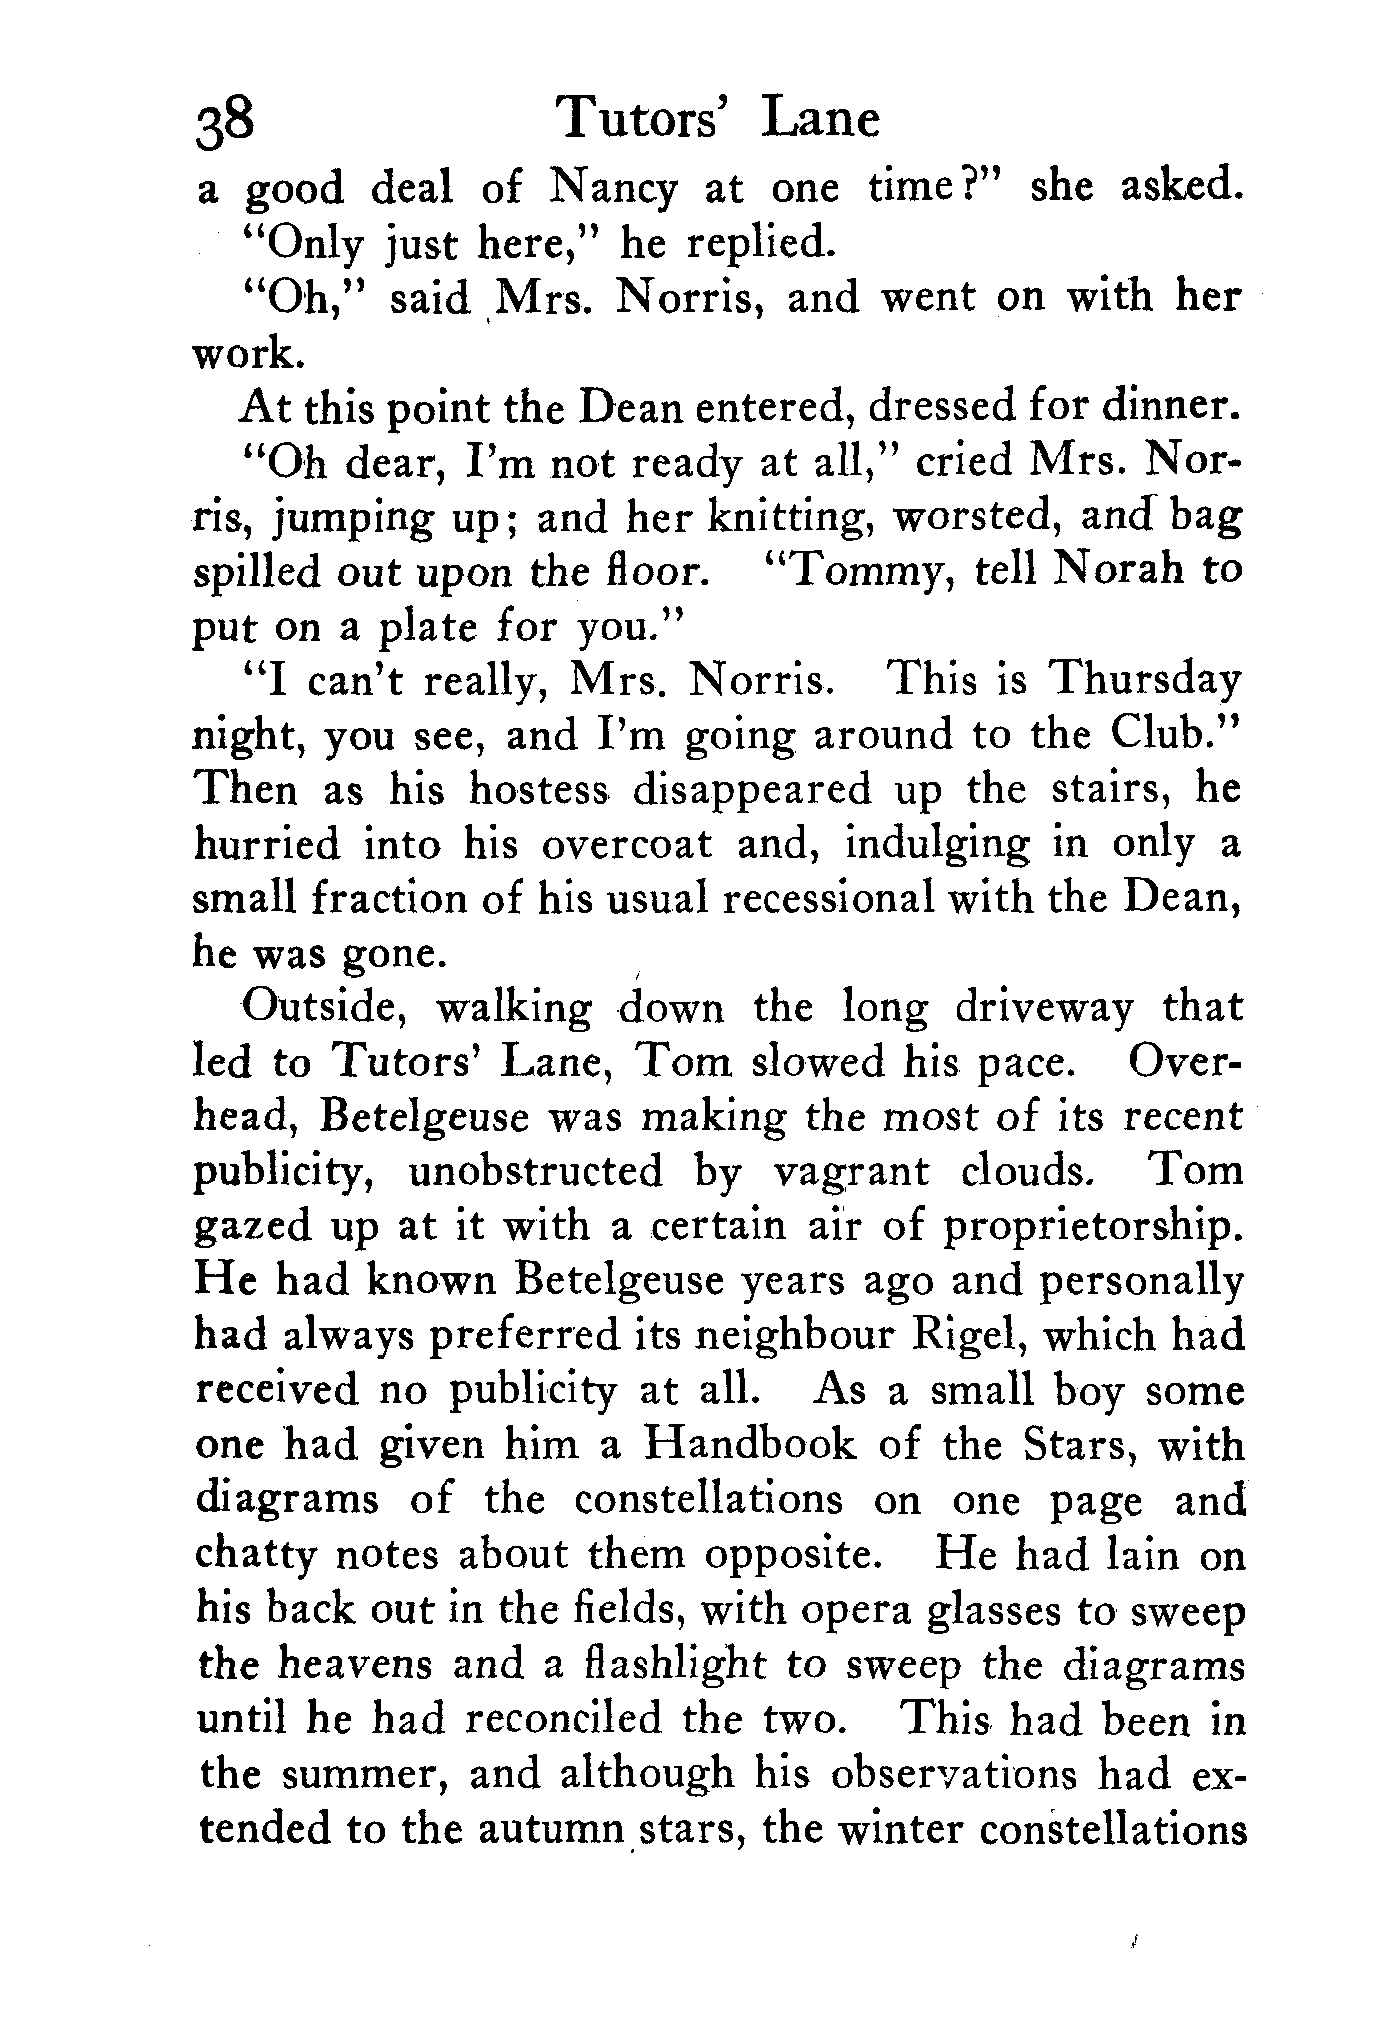 38 Tutors' Lane
a good deal of Nancy at one time?" she asked.
"Only just here," he replied.
"Oh," said Mrs. Norris, and went on with her
work.
At this point the Dean entered, dressed for dinner.
"Oh dear, I'm not ready at all," cried Mrs. Nor-
ris, jumping up; and her knitting, worsted, and bag
spilled out upon the floor. "Tommy, tell Norah to
put on a plate for you."
"I can't really, Mrs. Norris. This is Thursday
night, you see, and I'm going around to the Club."
Then as his hostess disappeared up the stairs, he
hurried into his overcoat and, indulging in only a
small fraction of his usual recessional with the Dean,
he was gone.
Outside, walking down the long driveway that
led to Tutors' Lane, Tom slowed his pace. Over-
head, Betelgeuse was making the most of its recent
publicity, unobstructed by vagrant clouds. Tom
gazed up at it with a certain air of proprietorship.
He had known Betelgeuse years ago and personally
had always preferred its neighbour Rigel, which had
received no publicity at all. As a small boy some
one had given him a Handbook of the Stars, with
diagrams of the constellations on one page and
chatty notes about them opposite. He had lain on
his back out in the fields, with opera glasses to sweep
the heavens and a flashlight to sweep the diagrams
until he had reconciled the two. This had been in
the summer, and although his observations had ex-
tended to the autumn stars, the winter constellations